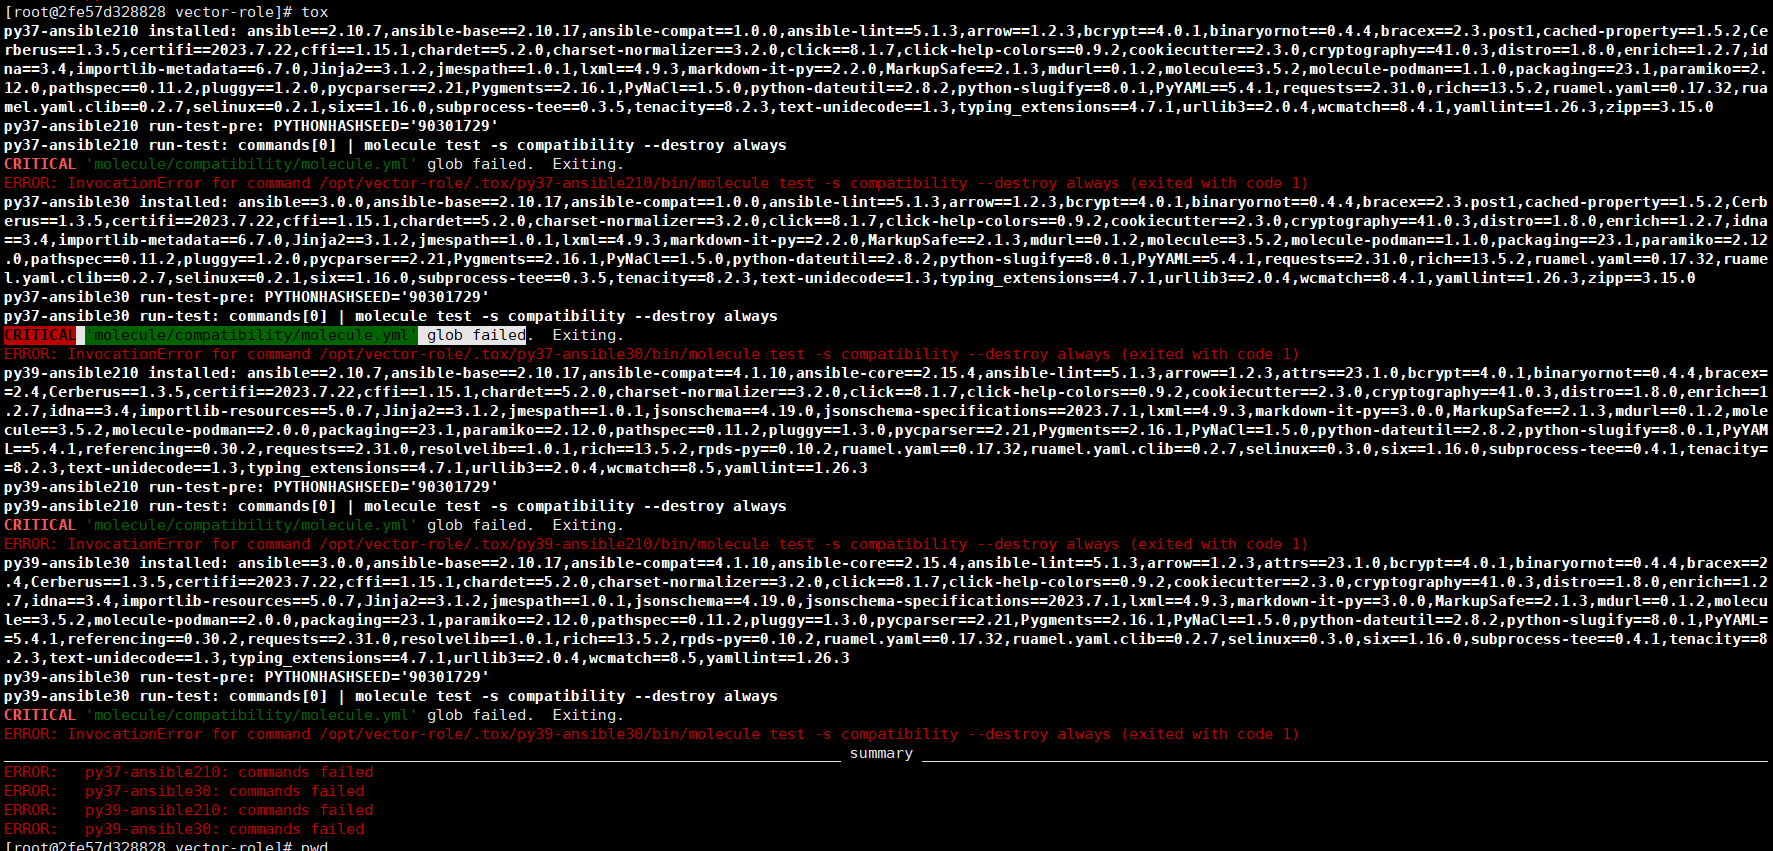 [root@2fe57d328828 vector-role]# tox
py37-ansible210 installed: ansible==2.10.7,ansible-base==2.10.17,ansible-compat==1.0.0,ansible-lint==5.1.3,arrow==1.2.3,bcrypt==4.0.1,binaryornot==0.4.4,bracex==2.3.post1,cached-property==1.5.2,Ce
rberus==1.3.5,certifi==2023.7.22,cffi==1.15.1,chardet==5.2.0,charset-normalizer==3.2.0,click==8.1.7,click-help-colors==0.9.2,cookiecutter==2.3.0,cryptography==41.0.3,distro==1.8.0,enrich==1.2.7,id
na==3.4,importlib-metadata==6.7.0,Jinja2==3.1.2,jmespath==1.0.1,lxml==4.9.3,markdown-it-py==2.2.0,MarkupSafe==2.1.3,mdurl==0.1.2,molecule==3.5.2,molecule-podman==1.1.0,packaging==23.1,paramiko==2.
12.0,pathspec==0.11.2,pluggy==1.2.0,pycparser==2.21,Pygments==2.16.1,PyNaCl==1.5.0,python-dateutil==2.8.2,python-slugify==8.0.1,PyYAML==5.4.1,requests==2.31.0,rich==13.5.2,ruamel.yaml==0.17.32,rua
mel.yaml.clib==0.2.7,selinux==0.2.1,six==1.16.0,subprocess-tee==0.3.5,tenacity==8.2.3,text-unidecode==1.3,typing_extensions==4.7.1,urllib3==2.0.4,wcmatch==8.4.1,yamllint==1.26.3,zipp==3.15.0
py37-ansible210 run-test-pre: PYTHONHASHSEED='90301729'
py37-ansible210 run-test: commands[0] | molecule test -s compatibility --destroy always
CRITICAL 'molecule/compatibility/molecule.yml' glob failed.  Exiting.
ERROR: InvocationError for command /opt/vector-role/.tox/py37-ansible210/bin/molecule test -s compatibility --destroy always (exited with code 1)
py37-ansible30 installed: ansible==3.0.0,ansible-base==2.10.17,ansible-compat==1.0.0,ansible-lint==5.1.3,arrow==1.2.3,bcrypt==4.0.1,binaryornot==0.4.4,bracex==2.3.post1,cached-property==1.5.2,Cerb
erus==1.3.5,certifi==2023.7.22,cffi==1.15.1,chardet==5.2.0,charset-normalizer==3.2.0,click==8.1.7,click-help-colors==0.9.2,cookiecutter==2.3.0,cryptography==41.0.3,distro==1.8.0,enrich==1.2.7,idna
==3.4,importlib-metadata==6.7.0,Jinja2==3.1.2,jmespath==1.0.1,lxml==4.9.3,markdown-it-py==2.2.0,MarkupSafe==2.1.3,mdurl==0.1.2,molecule==3.5.2,molecule-podman==1.1.0,packaging==23.1,paramiko==2.12
.0,pathspec==0.11.2,pluggy==1.2.0,pycparser==2.21,Pygments==2.16.1,PyNaCl==1.5.0,python-dateutil==2.8.2,python-slugify==8.0.1,PyYAML==5.4.1,requests==2.31.0,rich==13.5.2,ruamel.yaml==0.17.32,ruame
l.yaml.clib==0.2.7,selinux==0.2.1,six==1.16.0,subprocess-tee==0.3.5,tenacity==8.2.3,text-unidecode==1.3,typing_extensions==4.7.1,urllib3==2.0.4,wcmatch==8.4.1,yamllint==1.26.3,zipp==3.15.0
py37-ansible30 run-test-pre: PYTHONHASHSEED='90301729'
py37-ansible30 run-test: commands[0] | molecule test -s compatibility --destroy always
CRITICAL 'molecule/compatibility/molecule.yml' glob failed.  Exiting.
ERROR: InvocationError for command /opt/vector-role/.tox/py37-ansible30/bin/molecule test -s compatibility --destroy always (exited with code 1)
py39-ansible210 installed: ansible==2.10.7,ansible-base==2.10.17,ansible-compat==4.1.10,ansible-core==2.15.4,ansible-lint==5.1.3,arrow==1.2.3,attrs==23.1.0,bcrypt==4.0.1,binaryornot==0.4.4,bracex=
=2.4,Cerberus==1.3.5,certifi==2023.7.22,cffi==1.15.1,chardet==5.2.0,charset-normalizer==3.2.0,click==8.1.7,click-help-colors==0.9.2,cookiecutter==2.3.0,cryptography==41.0.3,distro==1.8.0,enrich==1
.2.7,idna==3.4,importlib-resources==5.0.7,Jinja2==3.1.2,jmespath==1.0.1,jsonschema==4.19.0,jsonschema-specifications==2023.7.1,lxml==4.9.3,markdown-it-py==3.0.0,MarkupSafe==2.1.3,mdurl==0.1.2,mole
cule==3.5.2,molecule-podman==2.0.0,packaging==23.1,paramiko==2.12.0,pathspec==0.11.2,pluggy==1.3.0,pycparser==2.21,Pygments==2.16.1,PyNaCl==1.5.0,python-dateutil==2.8.2,python-slugify==8.0.1,PyYAM
L==5.4.1,referencing==0.30.2,requests==2.31.0,resolvelib==1.0.1,rich==13.5.2,rpds-py==0.10.2,ruamel.yaml==0.17.32,ruamel.yaml.clib==0.2.7,selinux==0.3.0,six==1.16.0,subprocess-tee==0.4.1,tenacity=
=8.2.3,text-unidecode==1.3,typing_extensions==4.7.1,urllib3==2.0.4,wcmatch==8.5,yamllint==1.26.3
py39-ansible210 run-test-pre: PYTHONHASHSEED='90301729'
py39-ansible210 run-test: commands[0] | molecule test -s compatibility --destroy always
CRITICAL 'molecule/compatibility/molecule.yml' glob failed.  Exiting.
ERROR: InvocationError for command /opt/vector-role/.tox/py39-ansible210/bin/molecule test -s compatibility --destroy always (exited with code 1)
py39-ansible30 installed: ansible==3.0.0,ansible-base==2.10.17,ansible-compat==4.1.10,ansible-core==2.15.4,ansible-lint==5.1.3,arrow==1.2.3,attrs==23.1.0,bcrypt==4.0.1,binaryornot==0.4.4,bracex==2
.4,Cerberus==1.3.5,certifi==2023.7.22,cffi==1.15.1,chardet==5.2.0,charset-normalizer==3.2.0,click==8.1.7,click-help-colors==0.9.2,cookiecutter==2.3.0,cryptography==41.0.3,distro==1.8.0,enrich==1.2
.7,idna==3.4,importlib-resources==5.0.7,Jinja2==3.1.2,jmespath==1.0.1,jsonschema==4.19.0,jsonschema-specifications==2023.7.1,lxml==4.9.3,markdown-it-py==3.0.0,MarkupSafe==2.1.3,mdurl==0.1.2,molecu
le==3.5.2,molecule-podman==2.0.0,packaging==23.1,paramiko==2.12.0,pathspec==0.11.2,pluggy==1.3.0,pycparser==2.21,Pygments==2.16.1,PyNaCl==1.5.0,python-dateutil==2.8.2,python-slugify==8.0.1,PyYAML=
=5.4.1,referencing==0.30.2,requests==2.31.0,resolvelib==1.0.1,rich==13.5.2,rpds-py==0.10.2,ruamel.yaml==0.17.32,ruamel.yaml.clib==0.2.7,selinux==0.3.0,six==1.16.0,subprocess-tee==0.4.1,tenacity==8
.2.3,text-unidecode==1.3,typing_extensions==4.7.1,urllib3==2.0.4,wcmatch==8.5,yamllint==1.26.3
py39-ansible30 run-test-pre: PYTHONHASHSEED='90301729'
py39-ansible30 run-test: commands[0] | molecule test -s compatibility --destroy always
CRITICAL 'molecule/compatibility/molecule.yml' glob failed.  Exiting.
ERROR: InvocationError for command /opt/vector-role/.tox/py39-ansible30/bin/molecule test -s compatibility --destroy always (exited with code 1)
summary
ERROR:   py37-ansible210: commands failed
ERROR:   py37-ansible30: commands failed
ERROR:   py39-ansible210: commands failed
ERROR:   py39-ansible30: commands failed
[root@2fe57d328828 vector-role]# pwd